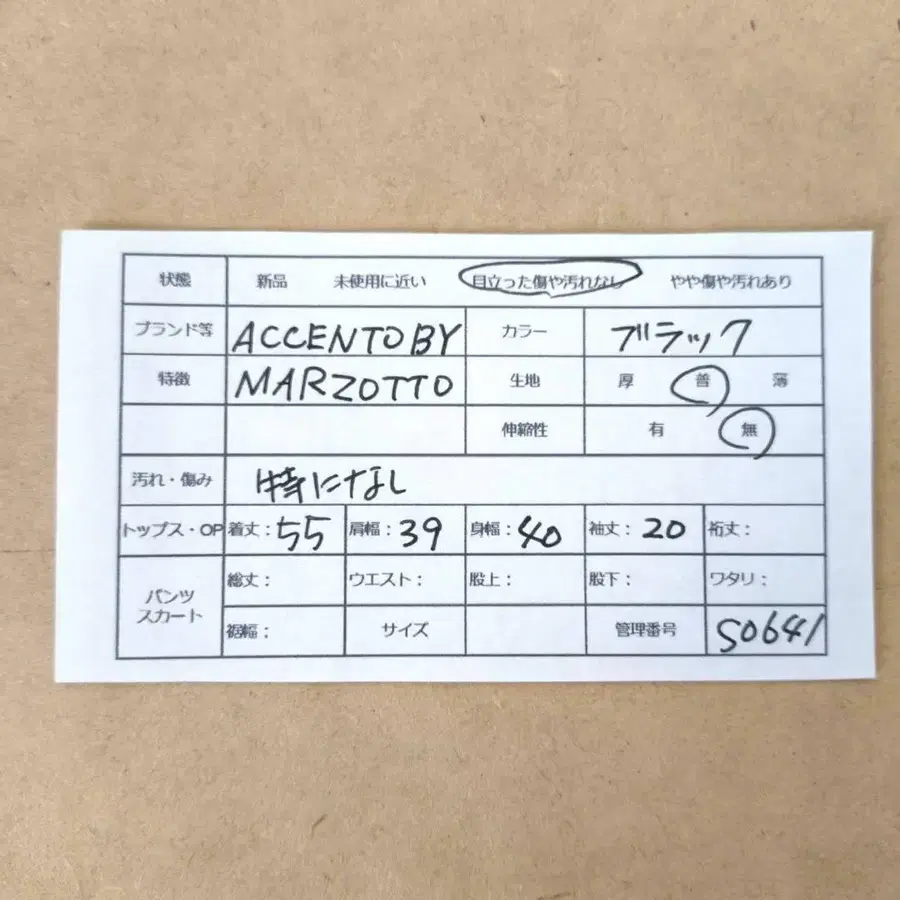 状態 新品 未使用に近い 目立った傷や汚れなし やや傷や汚れあり
ブランド等 ACCENTO BY カラー ブラック
特徴 MARZOTTO 生地 厚 普 薄
伸縮性 有 無
汚れ・傷み 特になし
トップス・OP 着丈:55 肩幅:39 身幅:40 袖丈:20 裄丈:
パンツ スカート
総丈: ウエスト: 股上: 股下: ワタリ:
裾幅: サイズ 管理番号 S0641